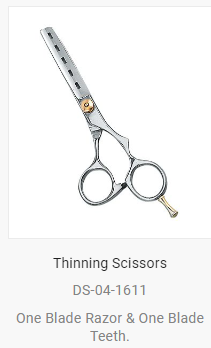 Thinning Scissors
DS-04-1611
One Blade Razor & One Blade
Teeth.